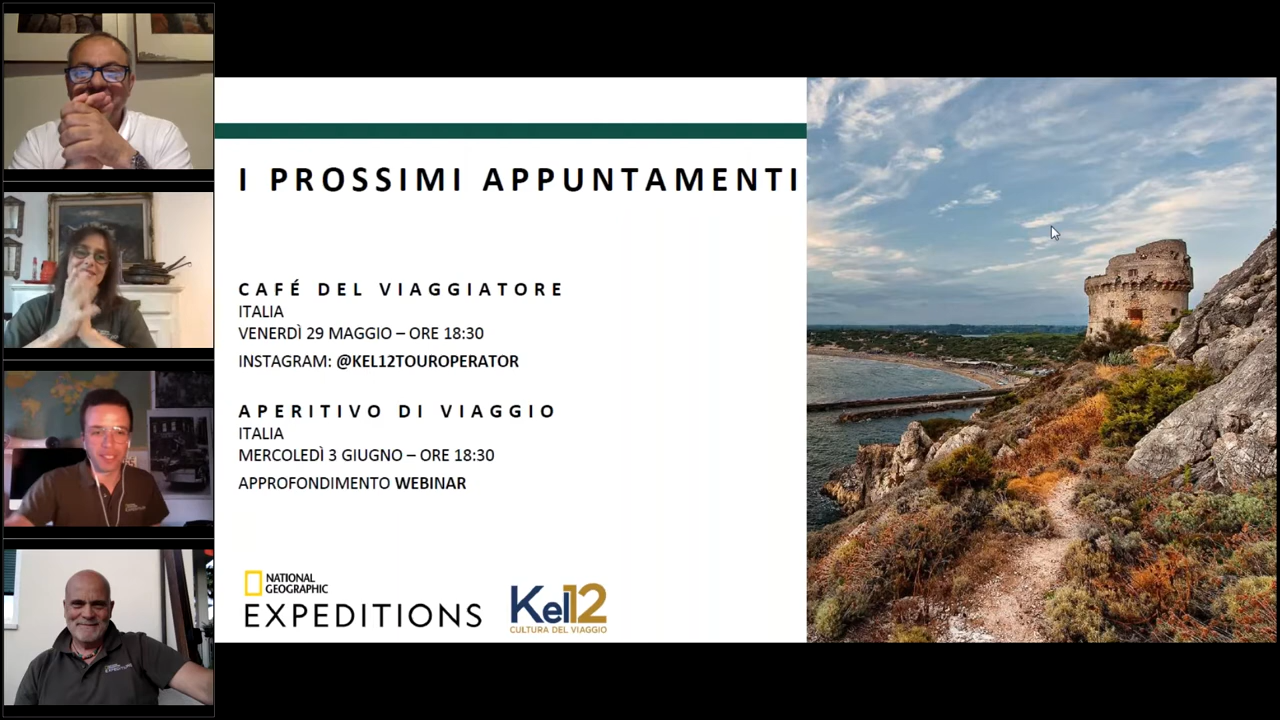 I PROSSIMI APPUNTAMENTI
CAFÉ DEL VIAGGIATORE
ITALIA
VENERDÌ 29 MAGGIO – ORE 18:30
INSTAGRAM: @KEL12TOUROPERATOR
APERITIVO DI VIAGGIO
ITALIA
MERCOLEDÌ 3 GIUGNO – ORE 18:30
APPROFONDIMENTO WEBINAR
NATIONAL
GEOGRAPHIC
EXPEDITIONS
Kel12
CULTURA DEL VIAGGIO